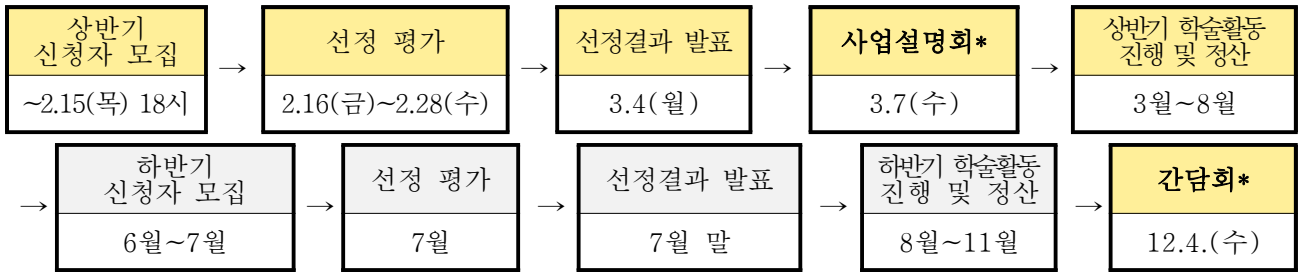 상반기
신청자 모집
선정 평가
선정결과 발표
사업설명회*
상반기 학술활동
진행 및 정산
→
→
→
→
~2.15(목) 18시
2.16(금)~2.28(수)
3.4(월)
3.7(수)
3월~8월
하반기
신청자 모집
선정 평가
선정결과 발표
하반기 학술활동
진행 및 정산
간담회*
→
→
→
→
→
6월~7월
7월
7월 말
8월~11월
12.4.(수)